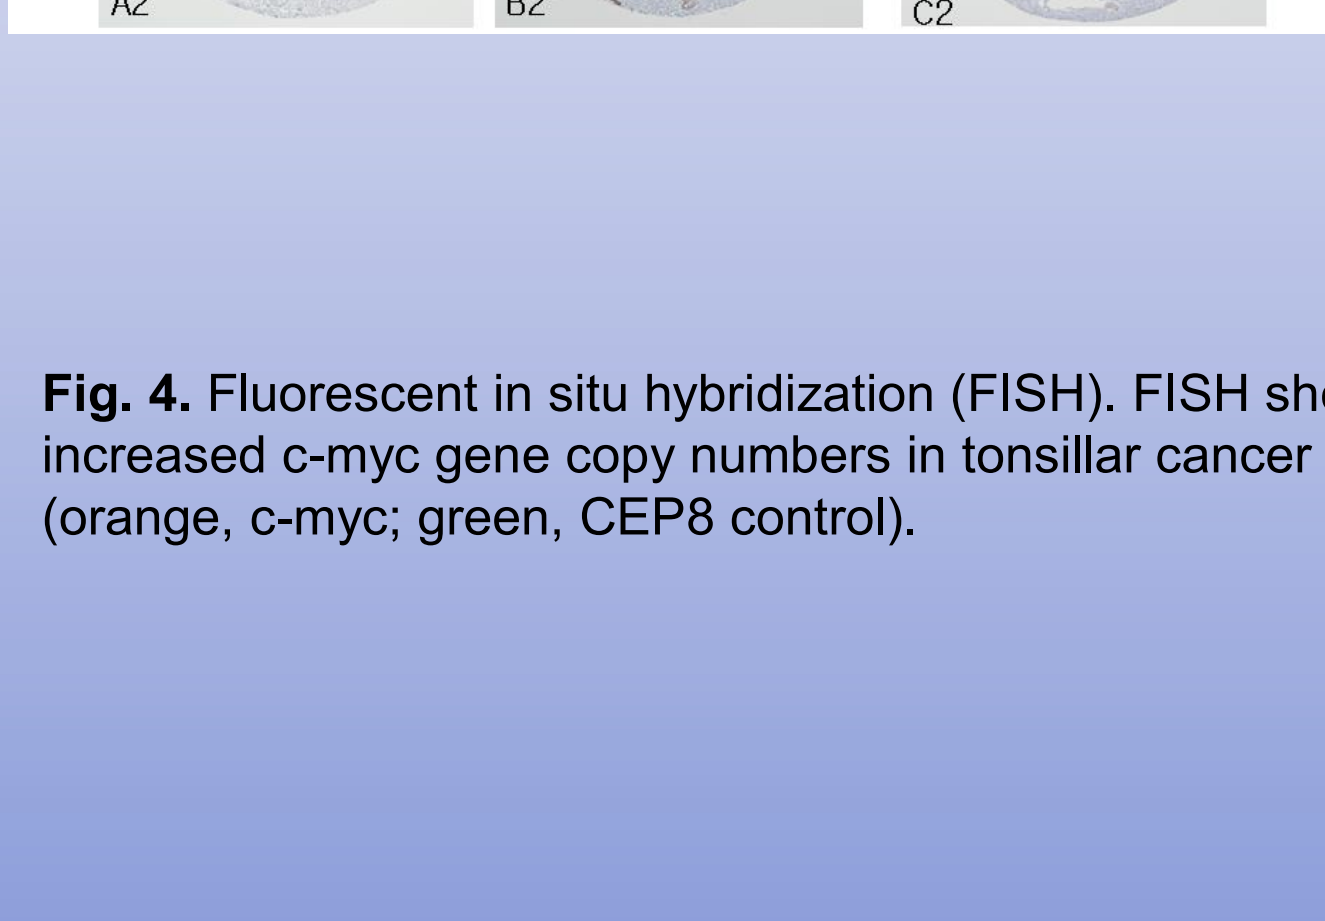 A2 B2 C2
Fig. 4. Fluorescent in situ hybridization (FISH). FISH
increased c-myc gene copy numbers in tonsillar cancer
(orange, c-myc; green, CEP8 control).